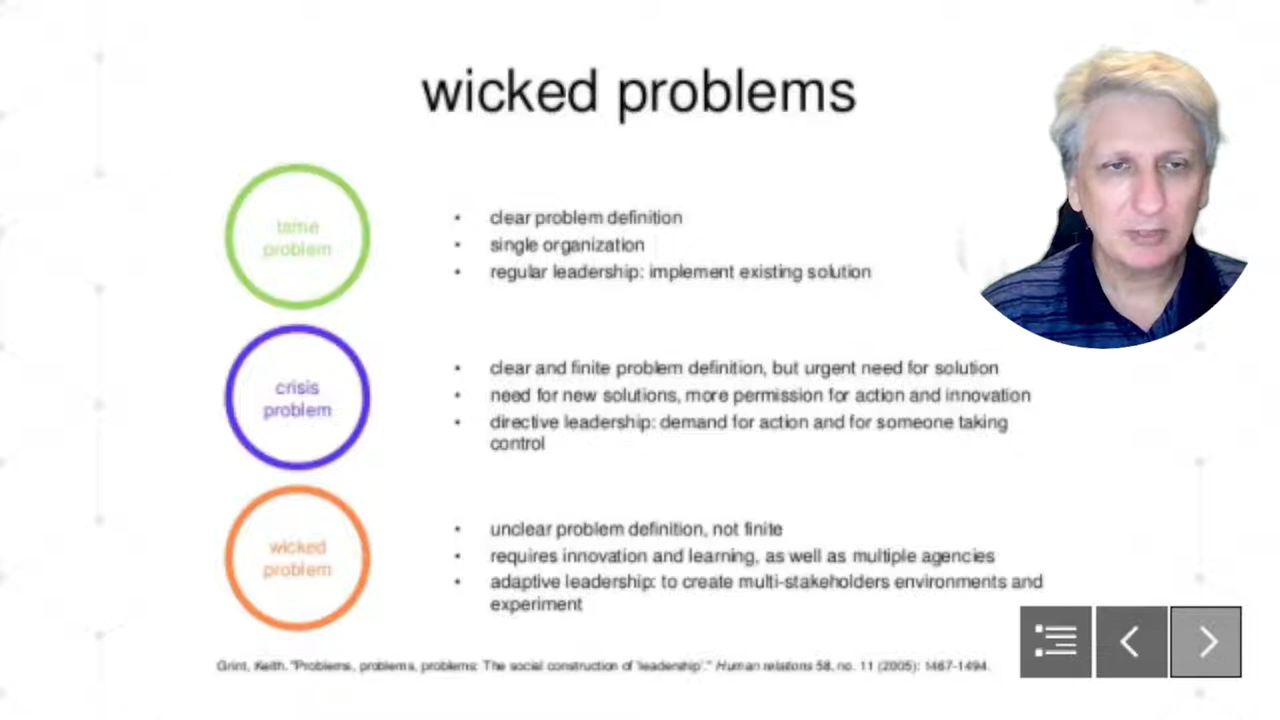 wicked problems
tame
problem
• clear problem definition
• single organization
• regular leadership: implement existing solution
crisis
problem
• clear and finite problem definition, but urgent need for solution
• need for new solutions, more permission for action and innovation
• directive leadership: demand for action and for someone taking
control
wicked
problem
• unclear problem definition, not finite
• requires innovation and learning, as well as multiple agencies
• adaptive leadership: to create multi-stakeholders environments and
experiment
Grint, Keith. "Problems, problems, problems: The social construction of 'leadership'." Human relations 58, no. 11 (2005): 1467-1494.